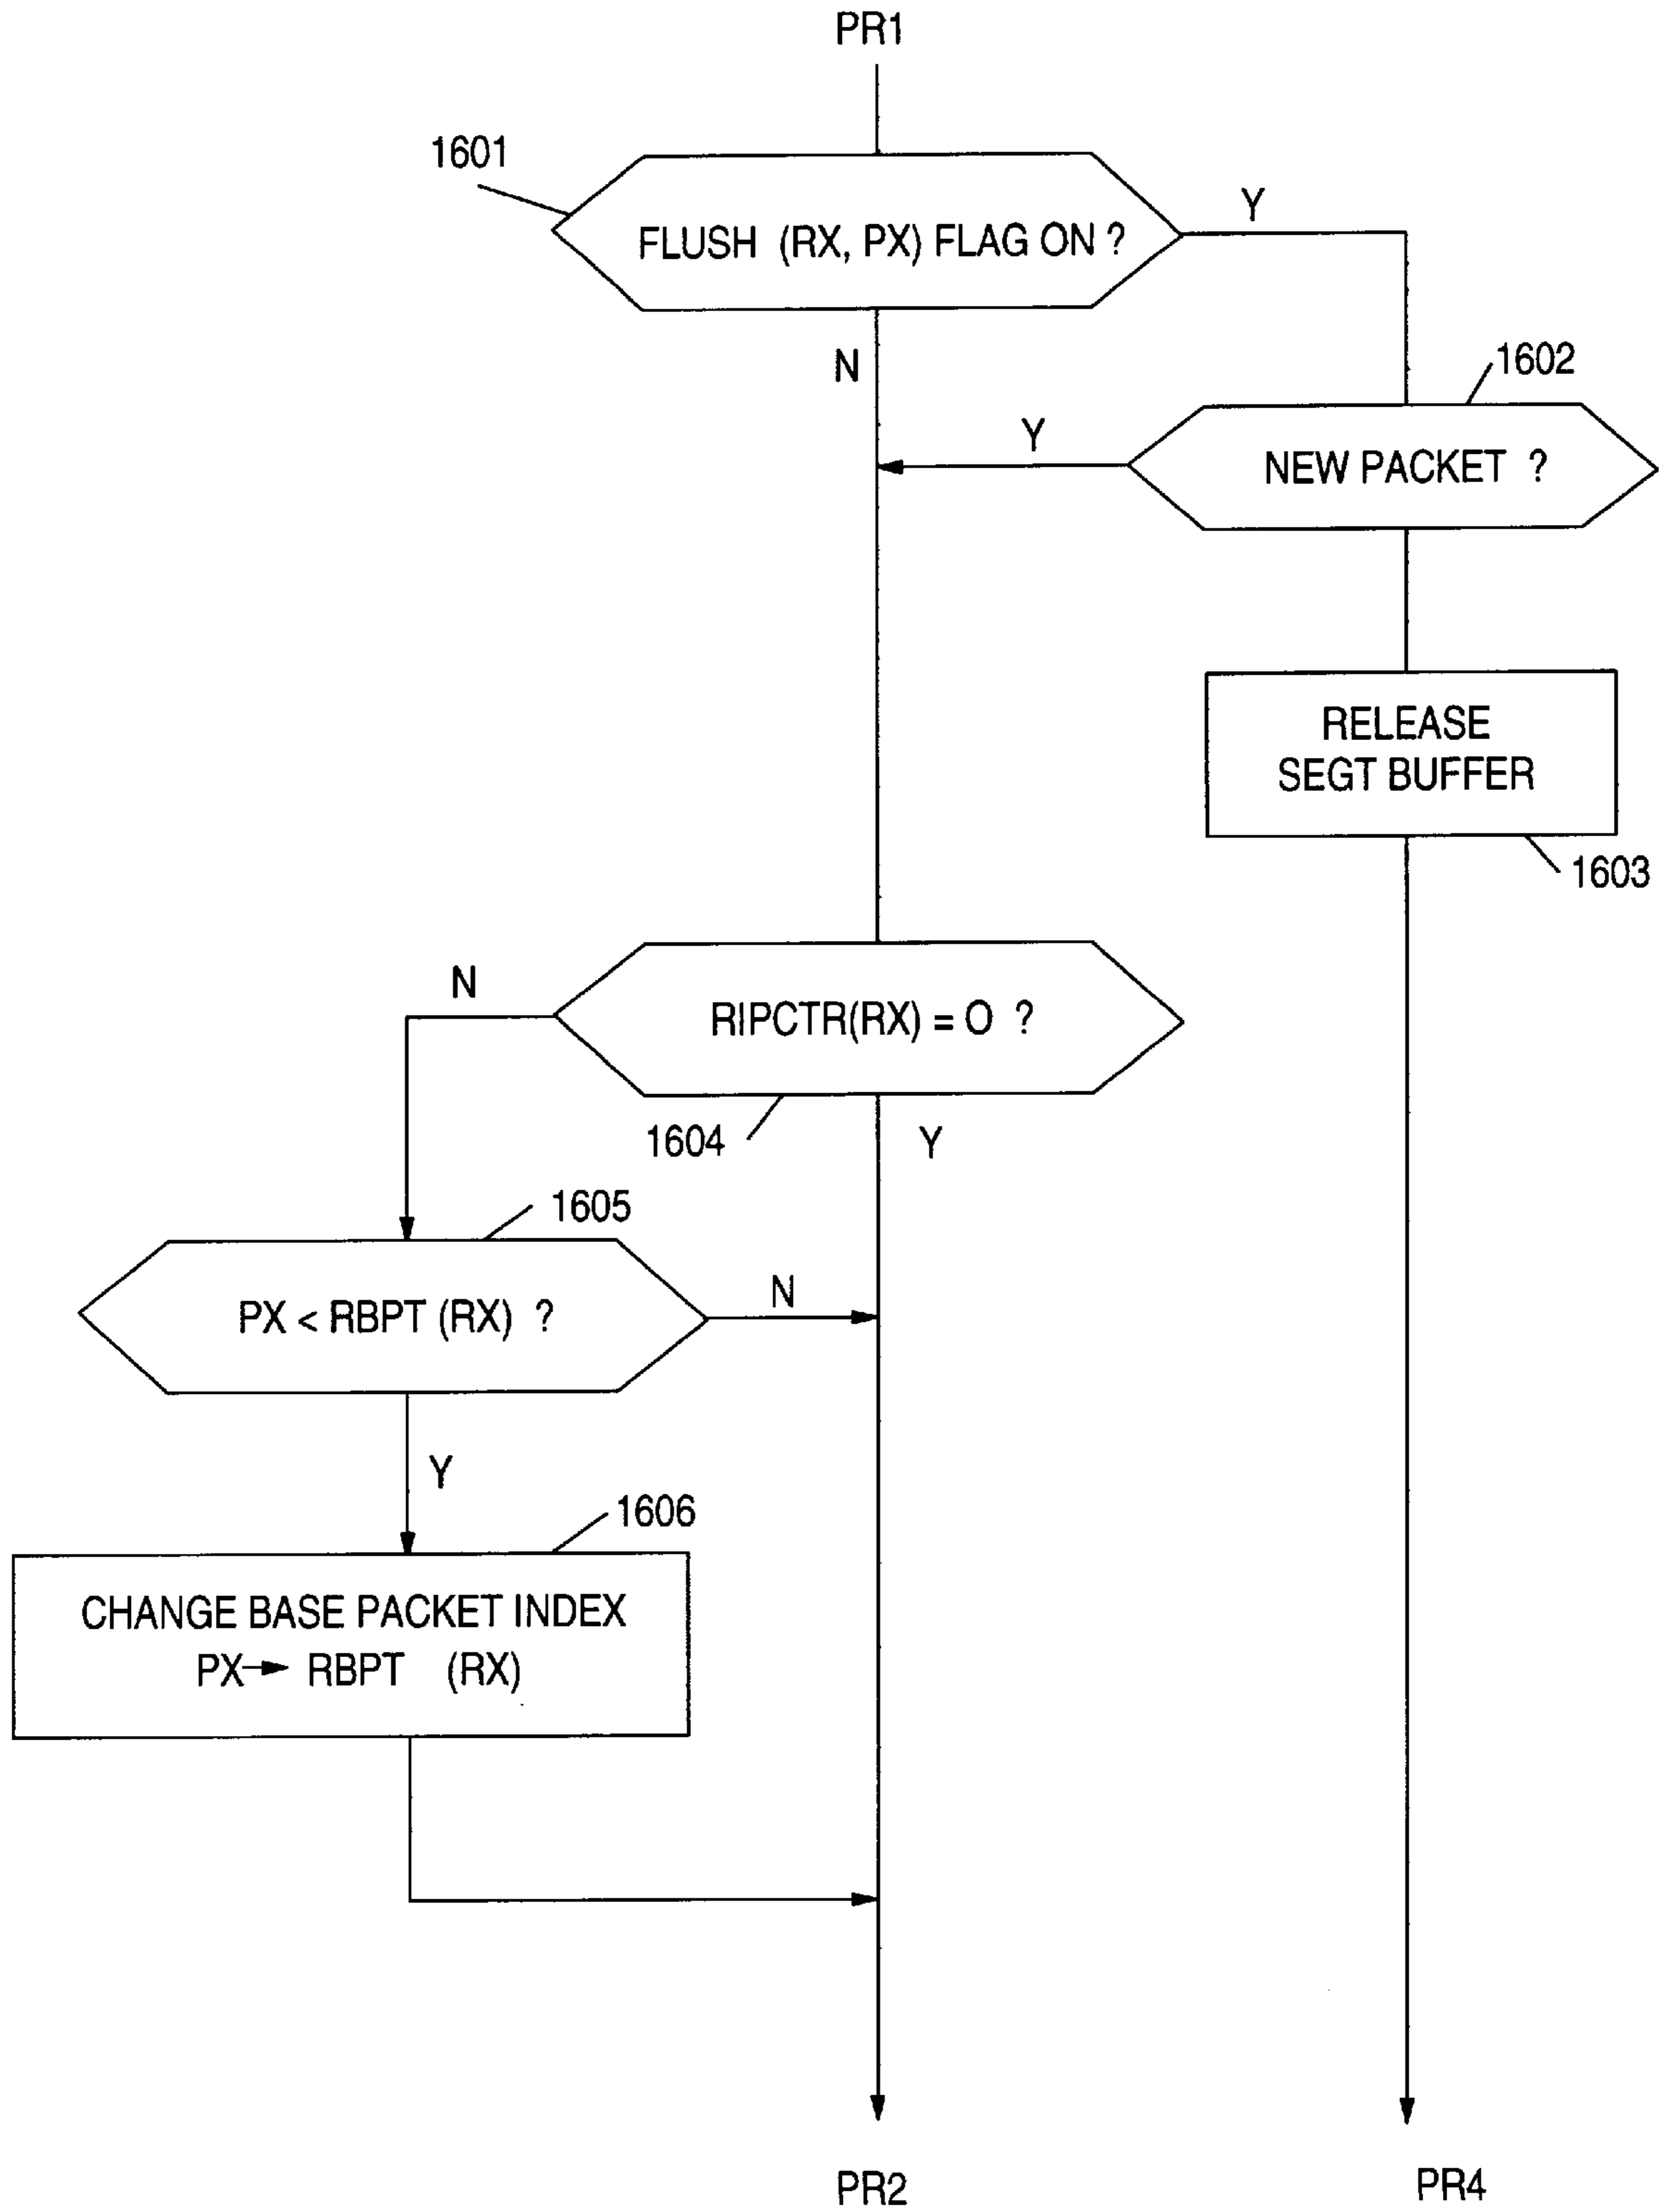 PR1
1601
FLUSH (RX, PX) FLAG ON ?
Y
N
1602
Y
NEW PACKET ?
RELEASE
SEGT BUFFER
1603
N
RIPCTR(RX) = O ?
1604
Y
1605
PX < RBPT (RX) ?
N
Y
1606
CHANGE BASE PACKET INDEX
PX→ RBPT (RX)
PR2
PR4